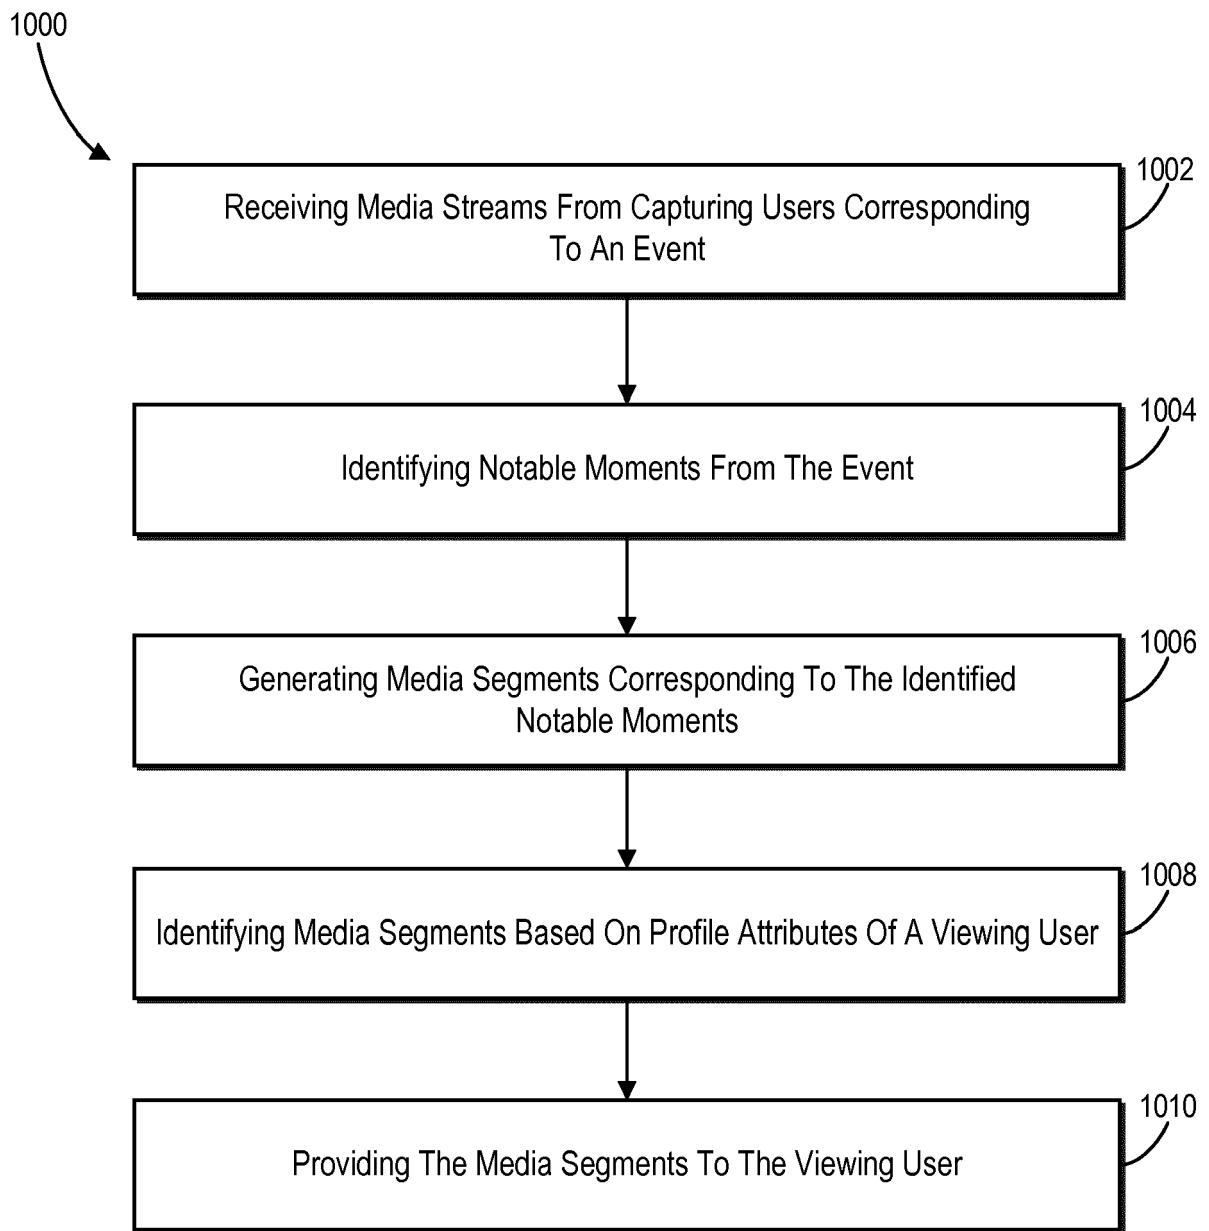 1000
1002
Receiving Media Streams From Capturing Users Corresponding
To An Event
1004
Identifying Notable Moments From The Event
1006
Generating Media Segments Corresponding To The Identified
Notable Moments
1008
Identifying Media Segments Based On Profile Attributes Of A Viewing User
1010
Providing The Media Segments To The Viewing User